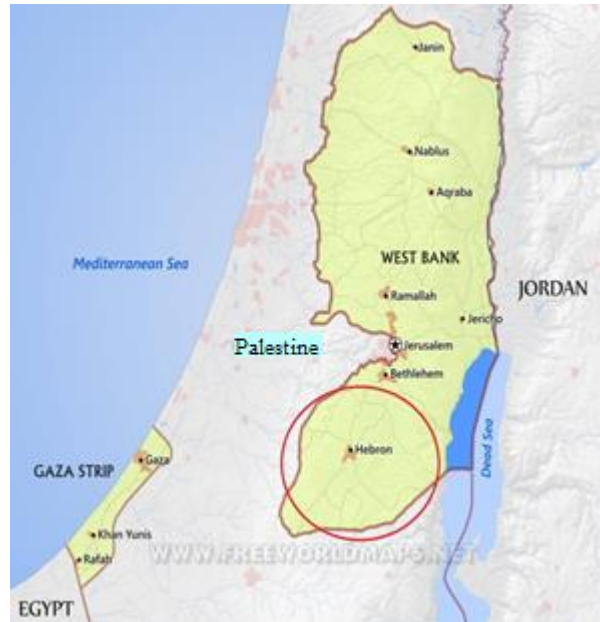 Janin
Nablus
Aqraba
Mediterranean Sea
WEST BANK
JORDAN
Ramallah
Jericho
Palestine
Jerusalem
Bethlehem
Dead Sea
Hebron
Gaza
GAZA STRIP
Khan Yunis
WWW.FREEWORLDMAPS.NET
Rafah
EGYPT